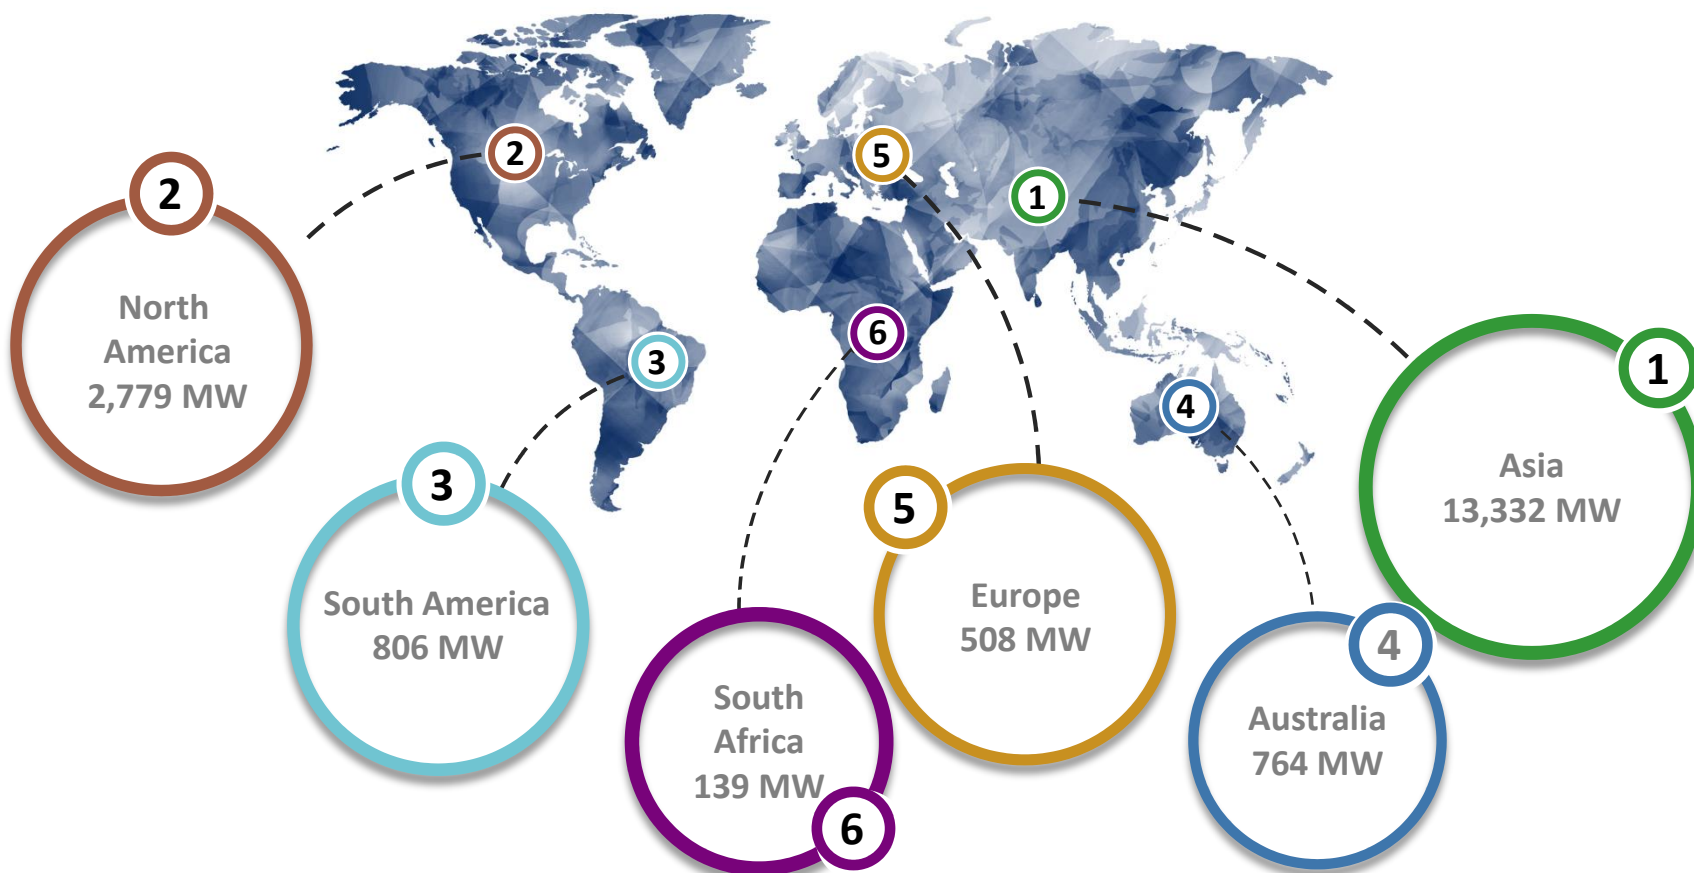 2
5
1
6
3
4
2
North
America
2,779 MW
1
Asia
13,332 MW
3
South America
806 MW
5
Europe
508 MW
4
Australia
764 MW
South
Africa
139 MW
6